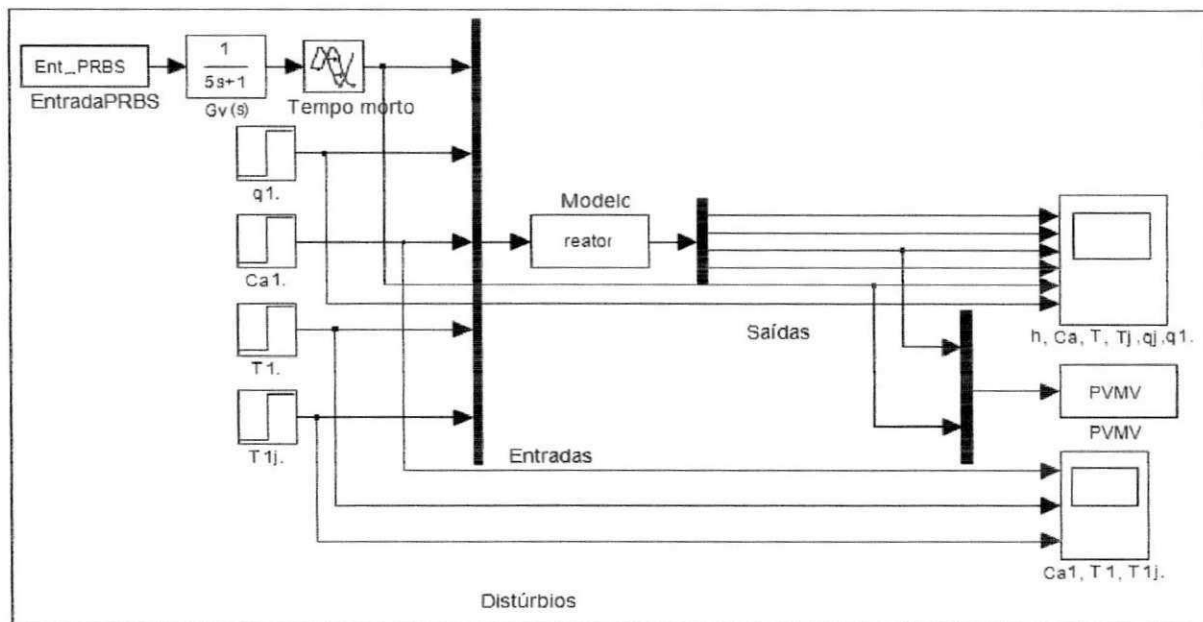 Ent_PRBS
EntradaPRBS
1
5s+1
Gv(s)
Tempo morto
q1.
Ca1.
T1.
T1j.
Modelc
reator
Saídas
Entradas
h, Ca, T, Tj,qj,q1.
PVMV
PVMV
Ca1, T1, T1j.
Distúrbios